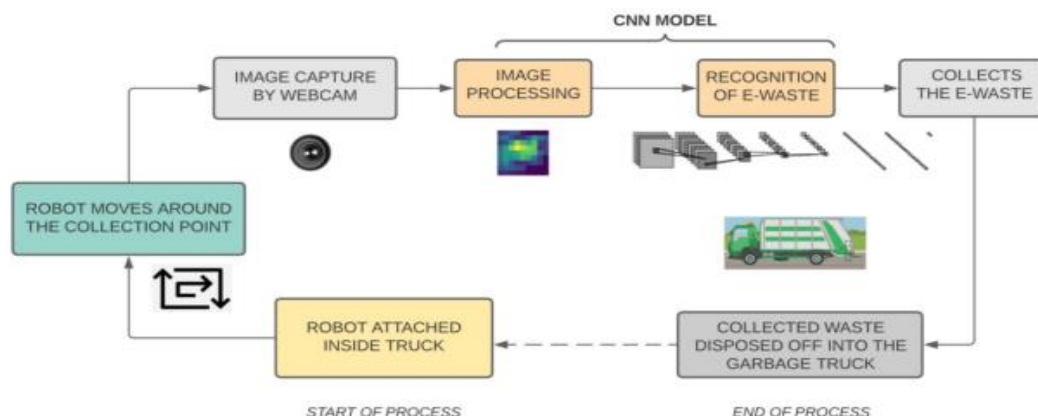 CNN MODEL
IMAGE CAPTURE
BY WEBCAM
IMAGE
PROCESSING
RECOGNITION
OF E-WASTE
COLLECTS
THE E-WASTE
ROBOT MOVES AROUND
THE COLLECTION POINT
ROBOT ATTACHED
INSIDE TRUCK
COLLECTED WASTE
DISPOSED OFF INTO THE
GARBAGE TRUCK
START OF PROCESS
END OF PROCESS